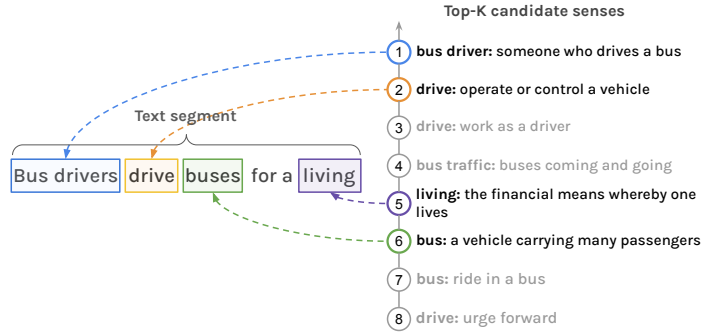 Top-K candidate senses
1 bus driver: someone who drives a bus
2 drive: operate or control a vehicle
3 drive: work as a driver
4 bus traffic: buses coming and going
5 living: the financial means whereby one
lives
6 bus: a vehicle carrying many passengers
7 bus: ride in a bus
8 drive: urge forward
Text segment
Bus drivers drive buses for a living